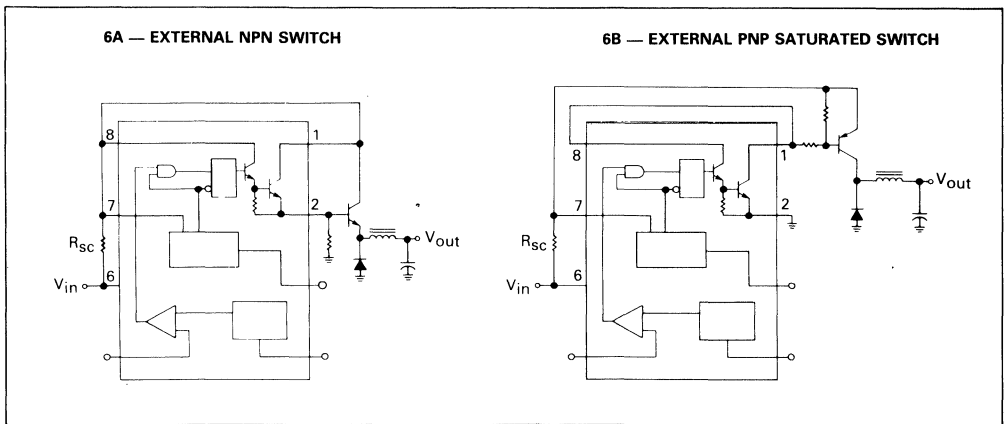 6A — EXTERNAL NPN SWITCH
8
1
7
2
Rsc
Vout
6
Vin
6B — EXTERNAL PNP SATURATED SWITCH
8
1
Vout
7
2
Rsc
6
Vin